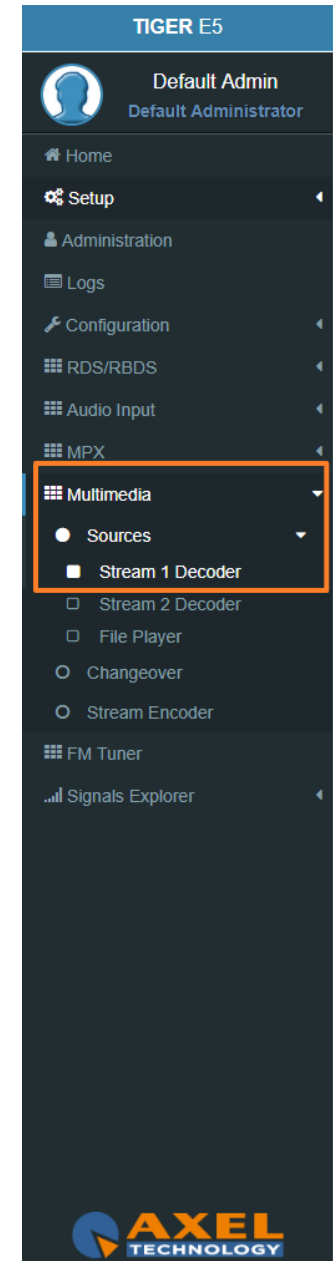 TIGER E5
Default Admin
Default Administrator
Home
Setup
Administration
Logs
Configuration
RDS/RBDS
Audio Input
MPX
Multimedia
Sources
Stream 1 Decoder
Stream 2 Decoder
File Player
Changeover
Stream Encoder
FM Tuner
Signals Explorer
AXEL
TECHNOLOGY